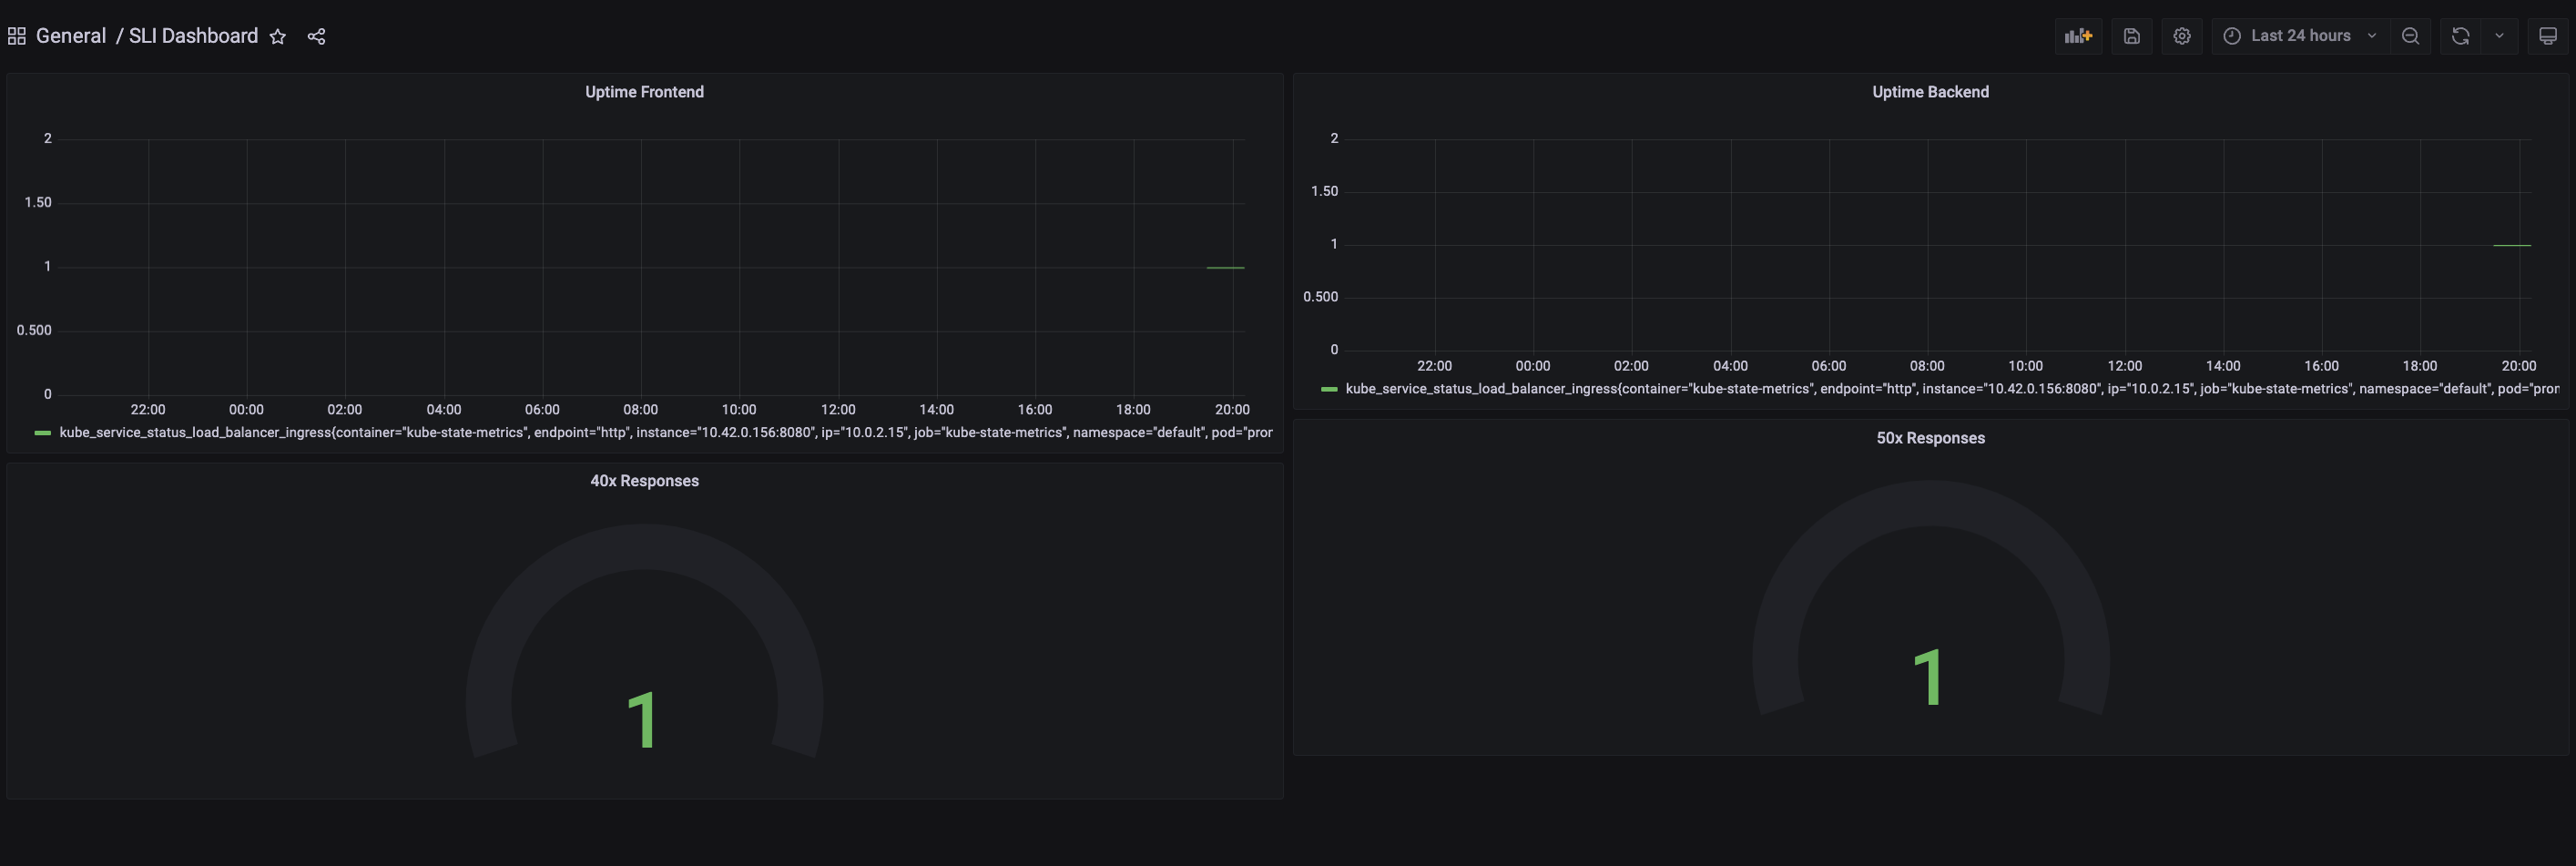 General / SLI Dashboard
Last 24 hours
Uptime Frontend
2
1.50
1
0.500
0
22:00 00:00 02:00 04:00 06:00 08:00 10:00 12:00 14:00 16:00 18:00 20:00
kube_service_status_load_balancer_ingress{container="kube-state-metrics", endpoint="http", instance="10.42.0.156:8080", ip="10.0.2.15", job="kube-state-metrics", namespace="default", pod="pror
Uptime Backend
2
1.50
1
0.500
0
22:00 00:00 02:00 04:00 06:00 08:00 10:00 12:00 14:00 16:00 18:00 20:00
kube_service_status_load_balancer_ingress{container="kube-state-metrics", endpoint="http", instance="10.42.0.156:8080", ip="10.0.2.15", job="kube-state-metrics", namespace="default", pod="pror
40x Responses
1
50x Responses
1